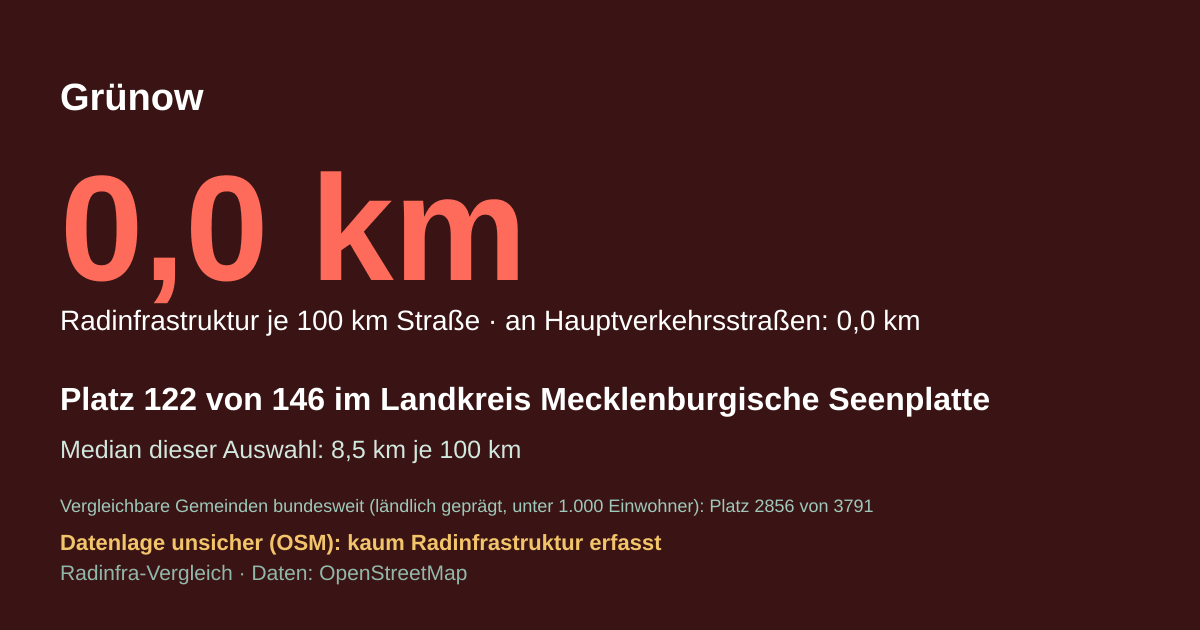 Grünow
0,0 km
Radinfrastruktur je 100 km Straße · an Hauptverkehrsstraßen: 0,0 km
Platz 122 von 146 im Landkreis Mecklenburgische Seenplatte
Median dieser Auswahl: 8,5 km je 100 km
Vergleichbare Gemeinden bundesweit (ländlich geprägt, unter 1.000 Einwohner): Platz 2856 von 3791
Datenlage unsicher (OSM): kaum Radinfrastruktur erfasst
Radinfra-Vergleich · Daten: OpenStreetMap